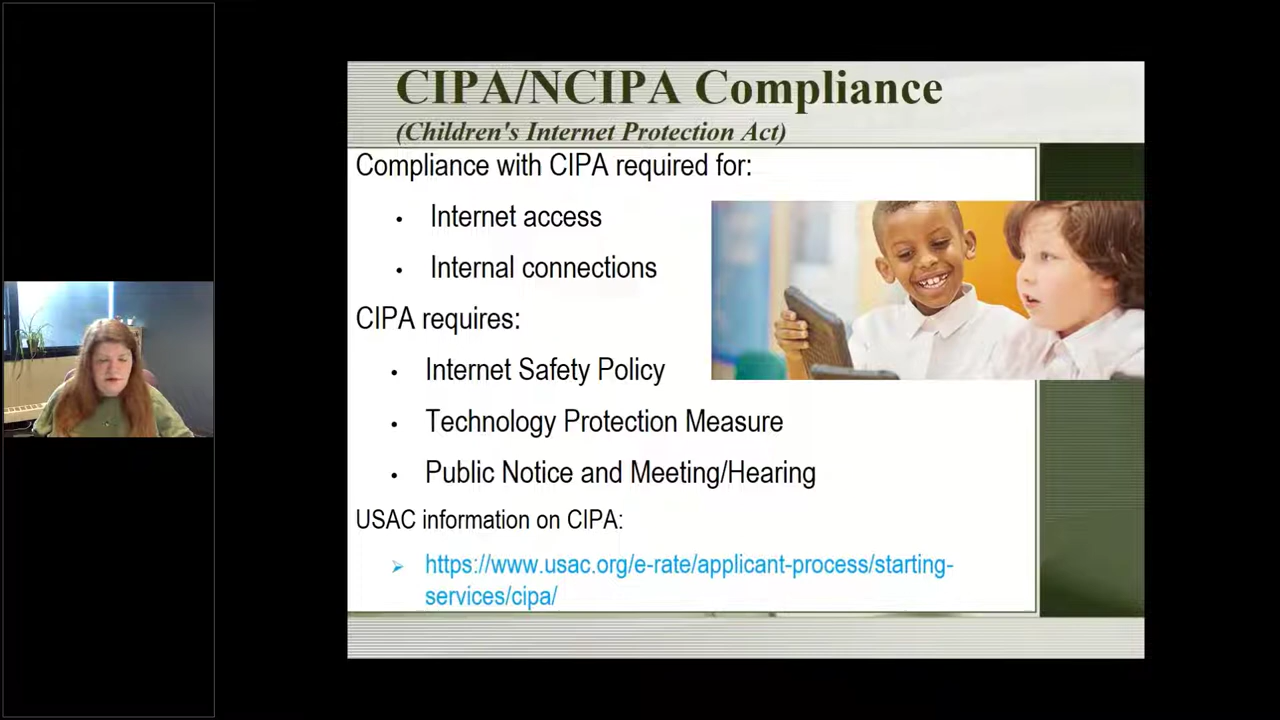 CIPA/NCIPA Compliance
(Children's Internet Protection Act)
Compliance with CIPA required for:
• Internet access
• Internal connections
CIPA requires:
• Internet Safety Policy
• Technology Protection Measure
• Public Notice and Meeting/Hearing
USAC information on CIPA:
➢ https://www.usac.org/e-rate/applicant-process/starting-
services/cipa/